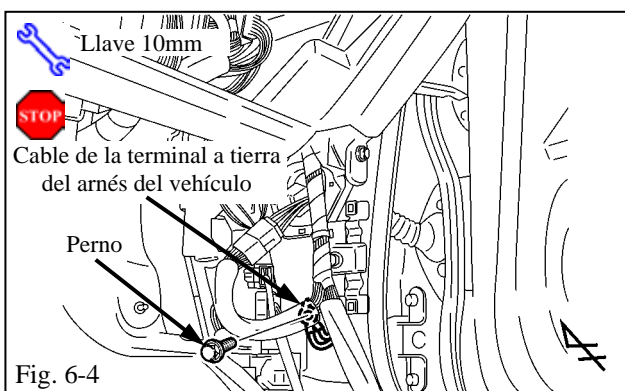 Llave 10mm
STOP
Cable de la terminal a tierra
del arnés del vehículo
Perno
Fig. 6-4